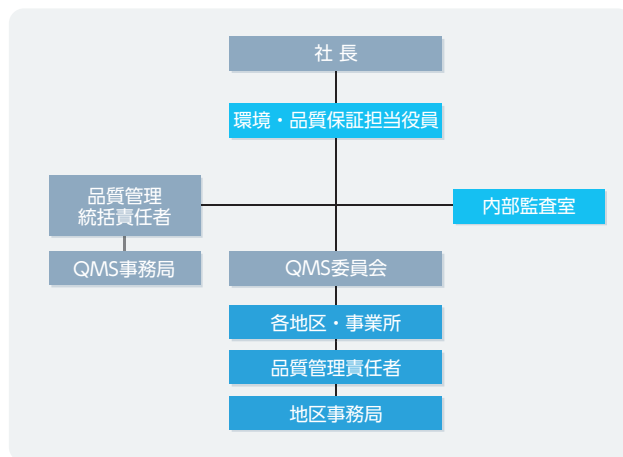 社 長
環境・品質保証担当役員
品質管理
統括責任者
内部監査室
QMS事務局
QMS委員会
各地区・事業所
品質管理責任者
地区事務局